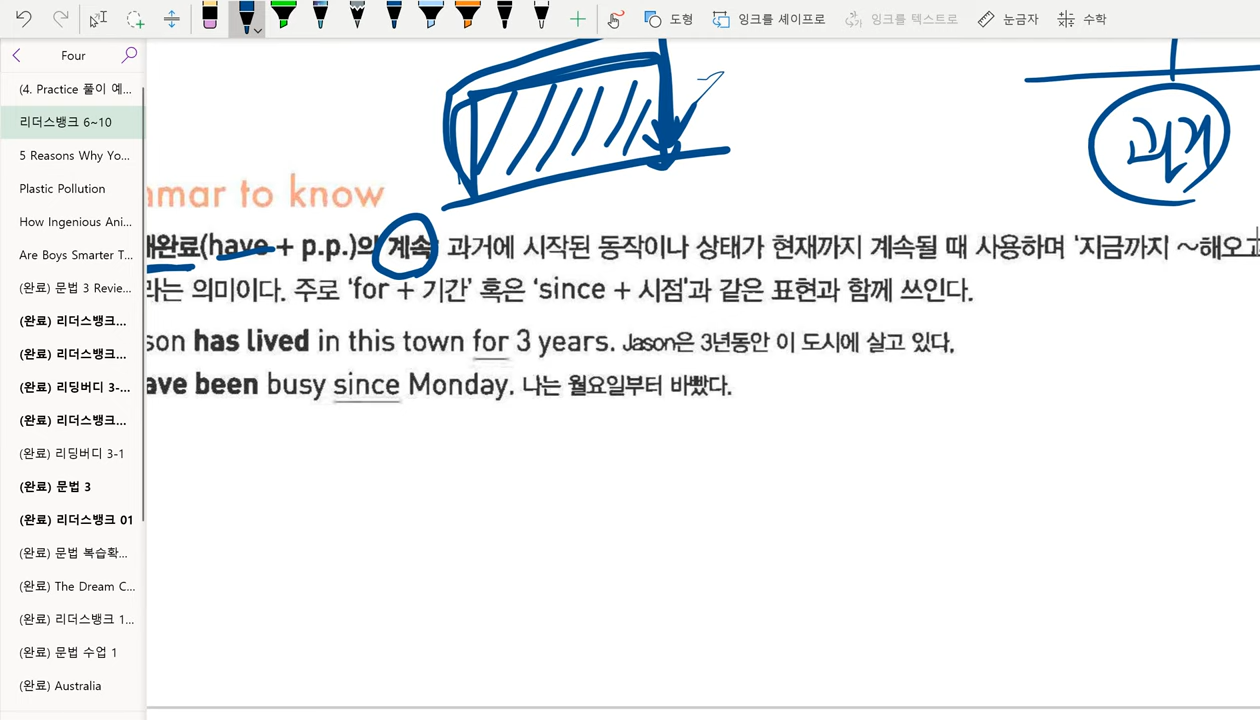 도형 잉크를 셰이프로 잉크를 텍스트로 눈금자 수학
Four
(4. Practice 풀이 예...
리더스뱅크 6~10
5 Reasons Why Yo...
Plastic Pollution
How Ingenious Ani...
Are Boys Smarter T...
(완료) 문법 3 Revie...
(완료) 리더스뱅크...
(완료) 리더스뱅크...
(완료) 리딩버디 3-...
(완료) 리더스뱅크...
(완료) 리딩버디 3-1
(완료) 문법 3
(완료) 리더스뱅크 01
(완료) 문법 복습확...
(완료) The Dream C...
(완료) 리더스뱅크 1...
(완료) 문법 수업 1
(완료) Australia
과거
mmar to know
재완료(have + p.p.)의 계속: 과거에 시작된 동작이나 상태가 현재까지 계속될 때 사용하며 ‘지금까지 ~해오고
라는 의미이다. 주로 ‘for + 기간’ 혹은 ‘since + 시점’과 같은 표현과 함께 쓰인다.
son has lived in this town for 3 years. Jason은 3년동안 이 도시에 살고 있다.
ave been busy since Monday. 나는 월요일부터 바빴다.